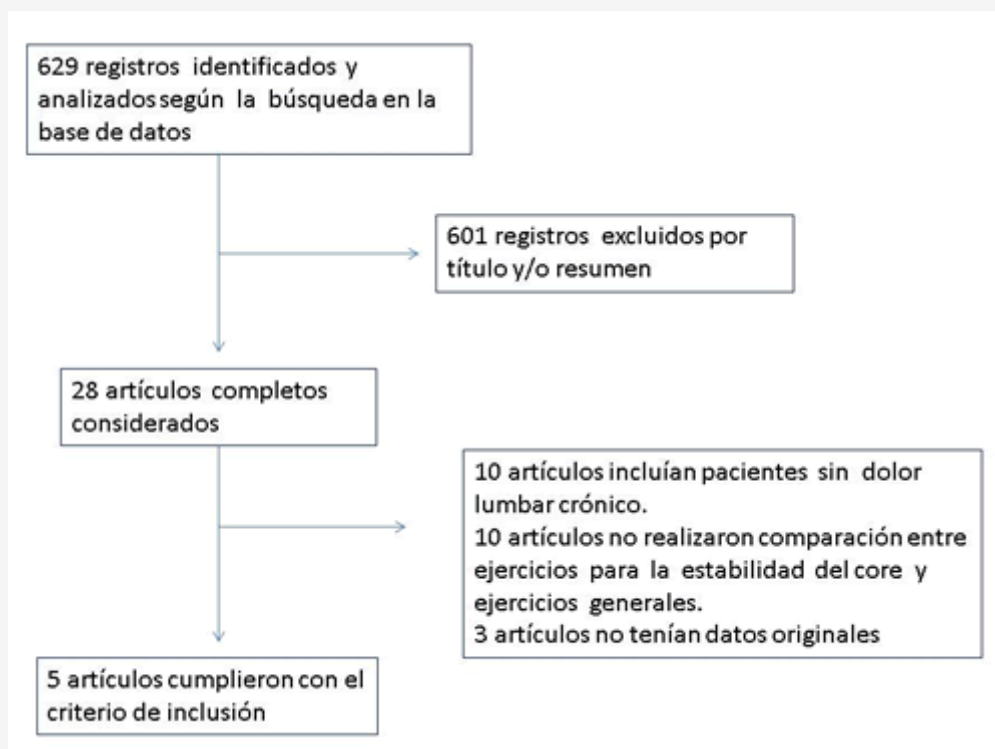 629 registros identificados y
analizados según la búsqueda en la
base de datos
601 registros excluidos por
título y/o resumen
28 artículos completos
considerados
10 artículos incluían pacientes sin dolor
lumbar crónico.
10 artículos no realizaron comparación entre
ejercicios para la estabilidad del core y
ejercicios generales.
3 artículos no tenían datos originales
5 artículos cumplieron con el
criterio de inclusión